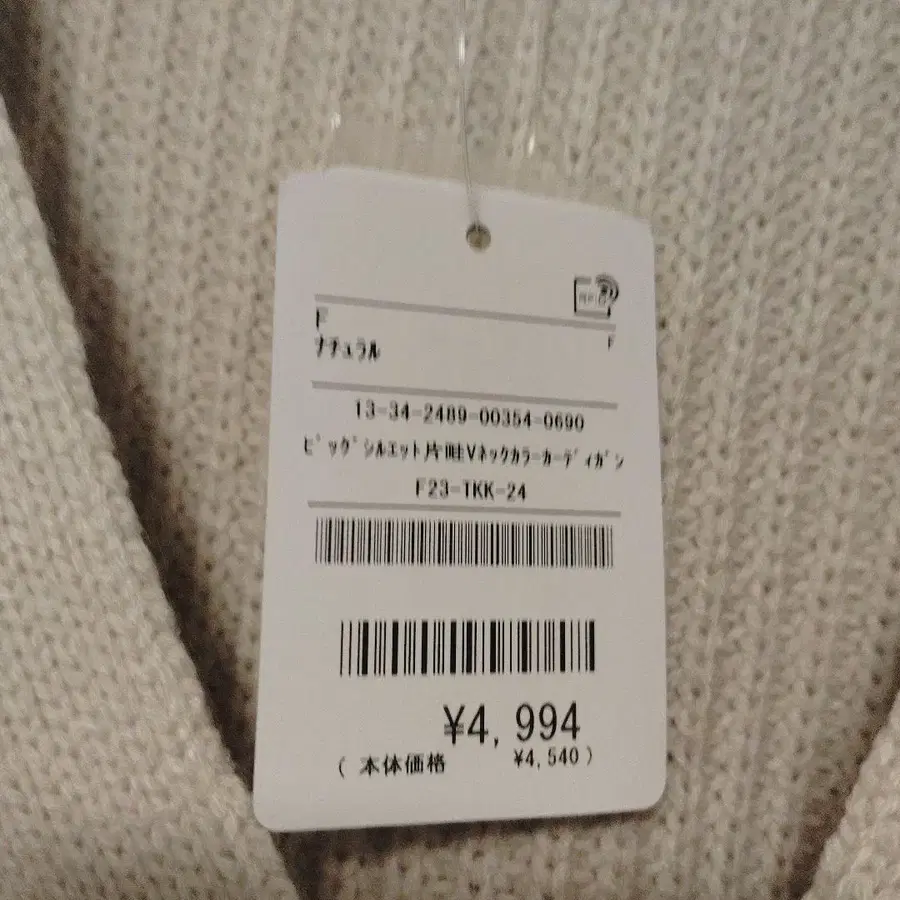 RFID
F F
ナチュラル
13-34-2489-00354-0690
ﾋﾞｯｸﾞｼﾙｴｯﾄ片畦Vﾈｯｸｶﾗｰｶｰﾃﾞｨｶﾞﾝ
F23-TKK-24
¥4,994
( 本体価格 ¥4,540 )